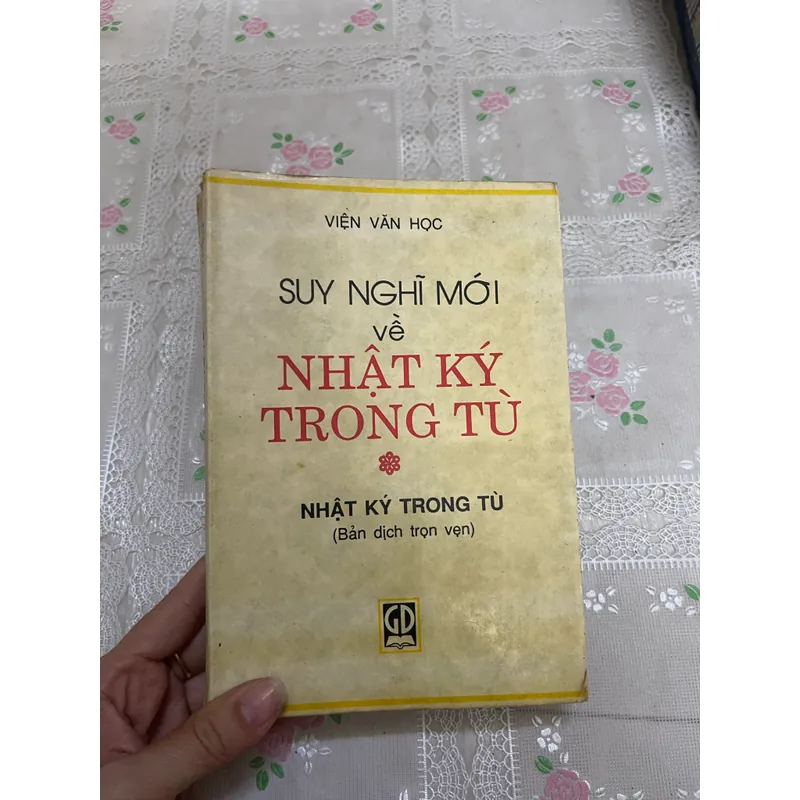 VIỆN VĂN HỌC
SUY NGHĨ MỚI
về
NHẬT KÝ
TRONG TÙ
NHẬT KÝ TRONG TÙ
(Bản dịch trọn vẹn)
GD